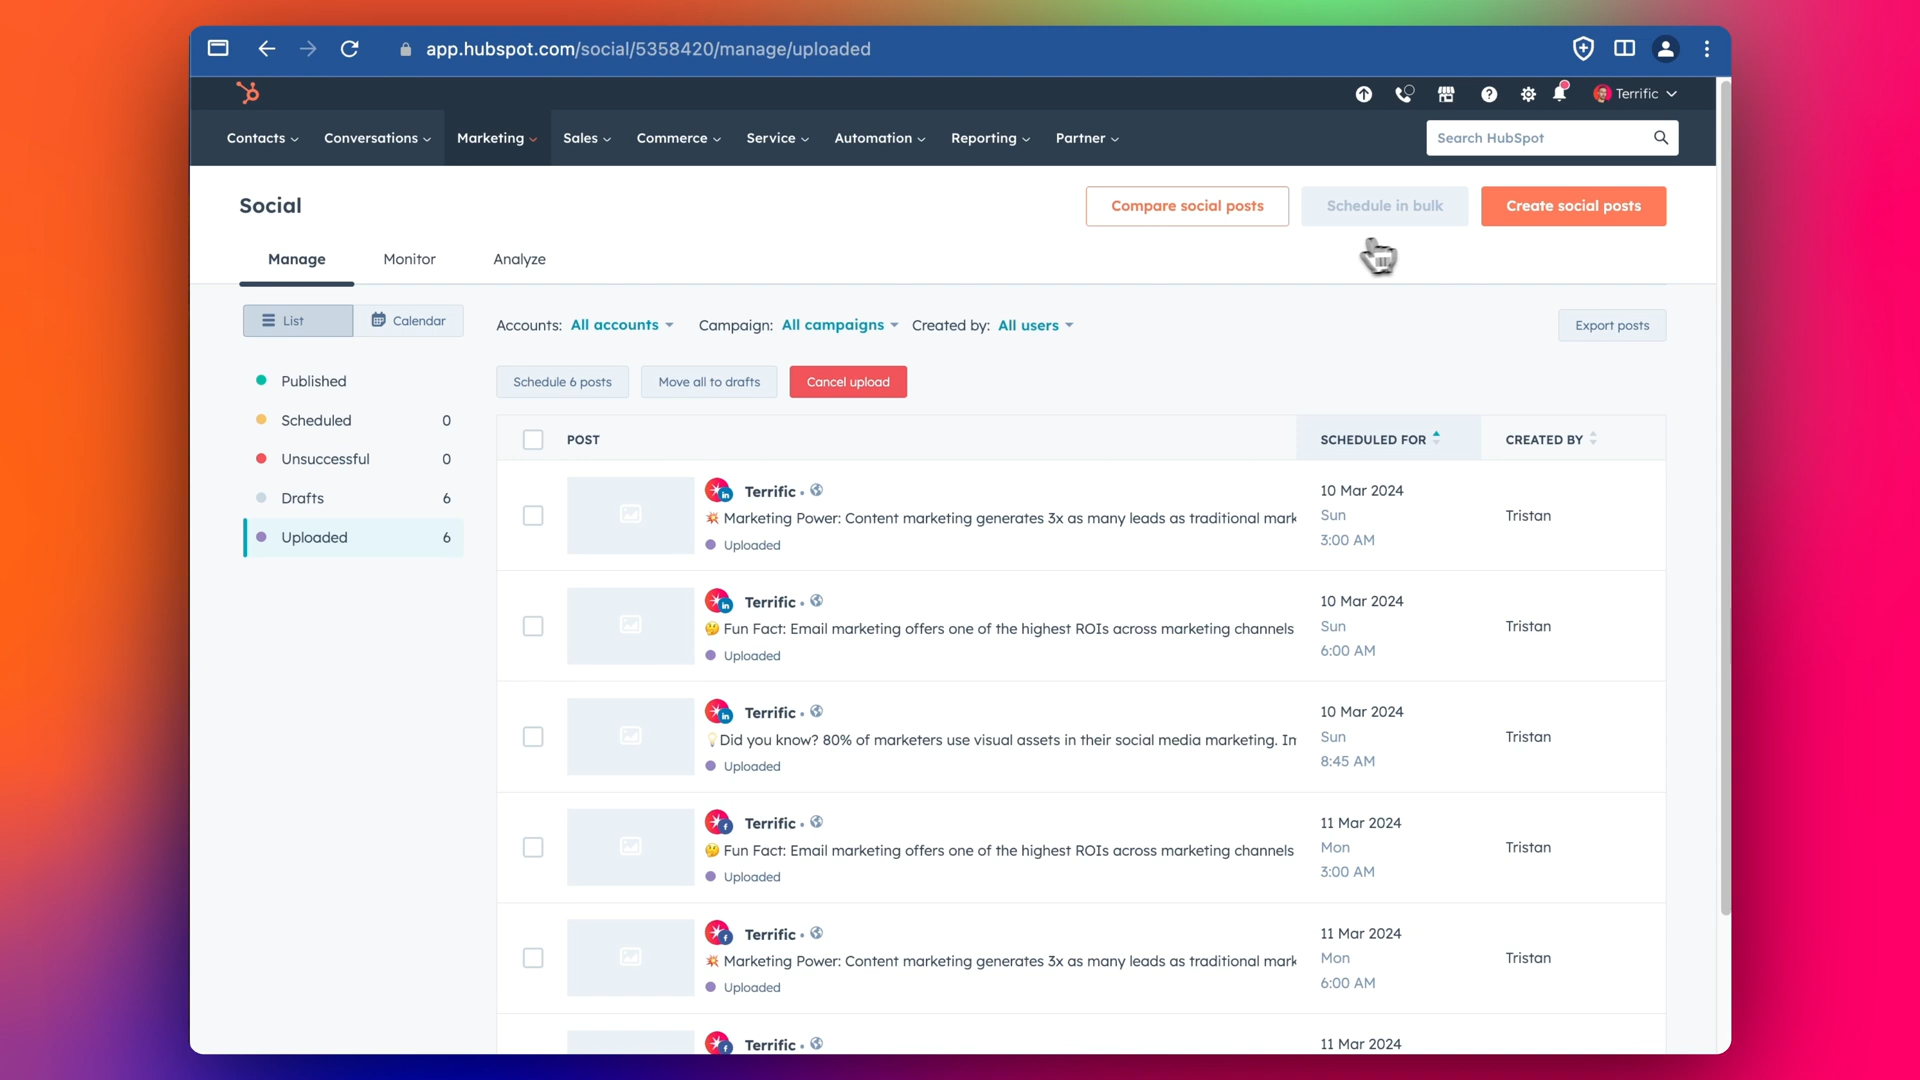 app.hubspot.com/social/5358420/manage/uploaded
Terrific
Contacts Conversations Marketing Sales Commerce Service Automation Reporting Partner Search HubSpot
Social
Compare social posts Schedule in bulk Create social posts
Manage Monitor Analyze
List Calendar
Accounts: All accounts Campaign: All campaigns Created by: All users Export posts
Published
Scheduled 0
Unsuccessful 0
Drafts 6
Uploaded 6
Schedule 6 posts Move all to drafts Cancel upload
POST SCHEDULED FOR CREATED BY
Terrific •
💥 Marketing Power: Content marketing generates 3x as many leads as traditional mark
Uploaded
10 Mar 2024
Sun
3:00 AM
Tristan
Terrific •
🤔 Fun Fact: Email marketing offers one of the highest ROIs across marketing channels
Uploaded
10 Mar 2024
Sun
6:00 AM
Tristan
Terrific •
💡Did you know? 80% of marketers use visual assets in their social media marketing. In
Uploaded
10 Mar 2024
Sun
8:45 AM
Tristan
Terrific •
🤔 Fun Fact: Email marketing offers one of the highest ROIs across marketing channels
Uploaded
11 Mar 2024
Mon
3:00 AM
Tristan
Terrific •
💥 Marketing Power: Content marketing generates 3x as many leads as traditional mark
Uploaded
11 Mar 2024
Mon
6:00 AM
Tristan
Terrific •
11 Mar 2024